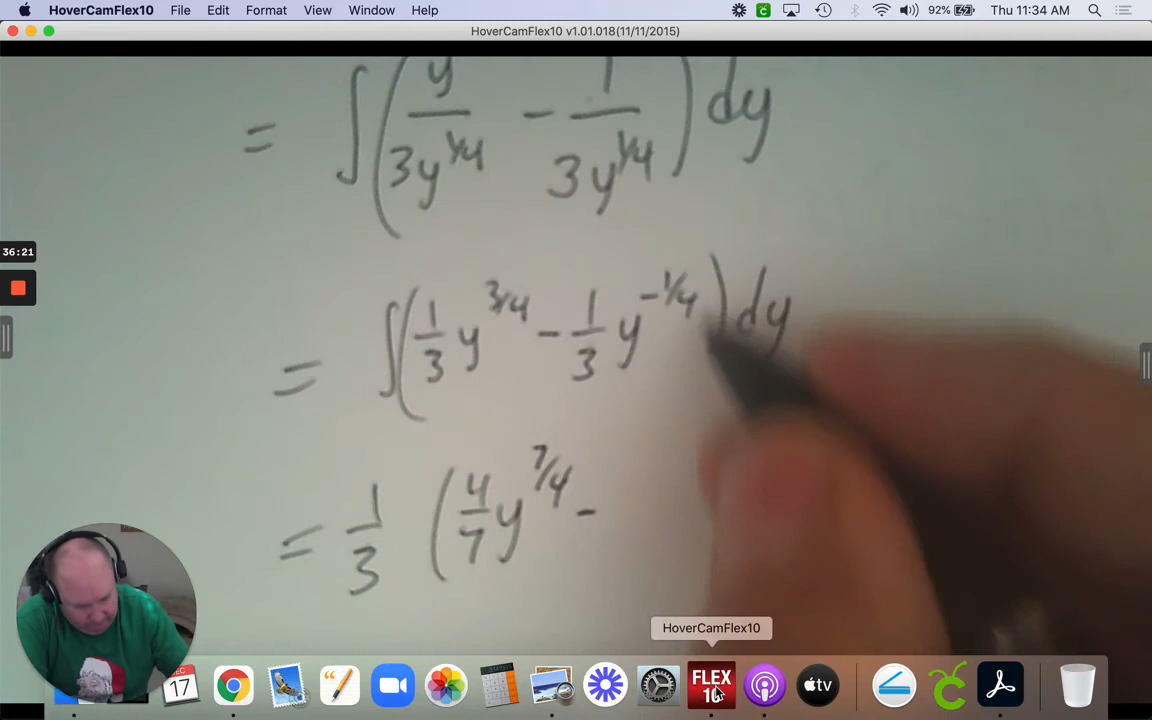 HoverCamFlex10 File Edit Format View Window Help 92% Thu 11:34 AM
HoverCamFlex10 v1.01.018(11/11/2015)
= ∫(y/3y^1/4 - 1/3y^1/4) dy
36:21
= ∫(1/3 y^3/4 - 1/3 y^-1/4) dy
= 1/3 (4/7 y^7/4 -
HoverCamFlex10
DEC
17
FLEX
10
tv